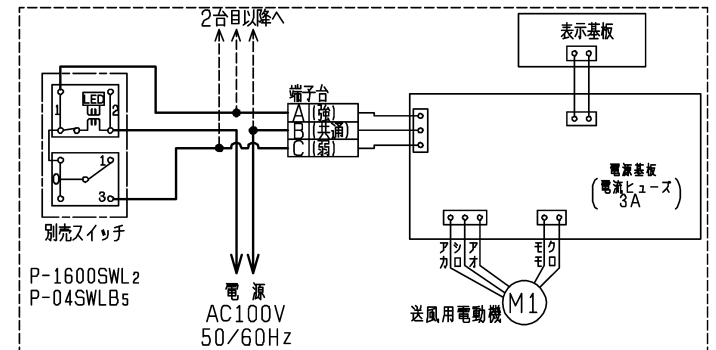 2台目以降へ
表示基板
端子台
A (強)
B (共通)
C (弱)
LED
1
2
0
1
3
別売スイッチ
電源基板
(電流ヒューズ 3A)
アカ
シロ
アオ
モモ
クロ
P-1600SWL2
P-04SWLB5
電源
AC100V
50/60Hz
送風用電動機
M1